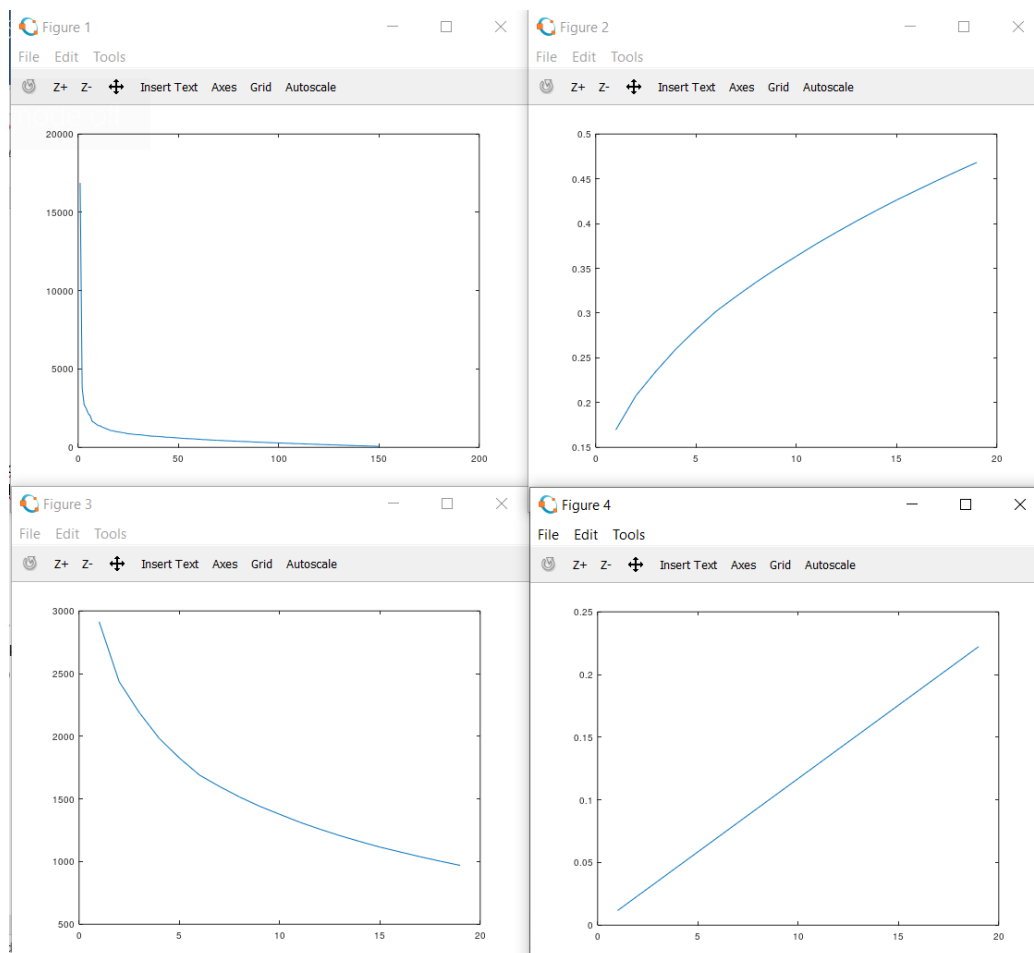 Figure 1
File Edit Tools
Z+ Z- Insert Text Axes Grid Autoscale
20000
15000
10000
5000
0
0 50 100 150 200
Figure 2
File Edit Tools
Z+ Z- Insert Text Axes Grid Autoscale
0.5
0.45
0.4
0.35
0.3
0.25
0.2
0.15
0 5 10 15 20
Figure 3
File Edit Tools
Z+ Z- Insert Text Axes Grid Autoscale
3000
2500
2000
1500
1000
500
0 5 10 15 20
Figure 4
File Edit Tools
Z+ Z- Insert Text Axes Grid Autoscale
0.25
0.2
0.15
0.1
0.05
0
0 5 10 15 20